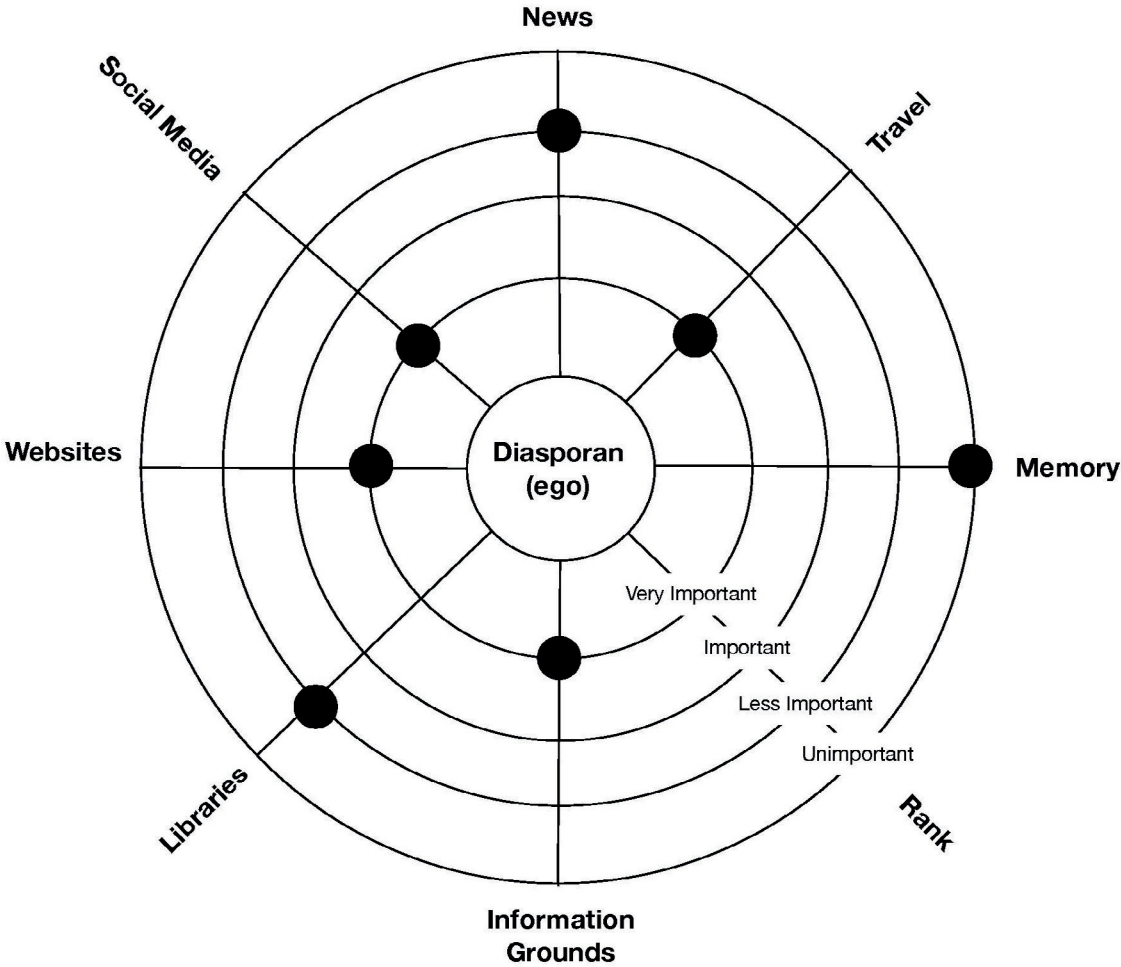 News
Social Media
Travel
Websites
Diasporan
(ego)
Memory
Very Important
Important
Less Important
Unimportant
Libraries
Rank
Information
Grounds